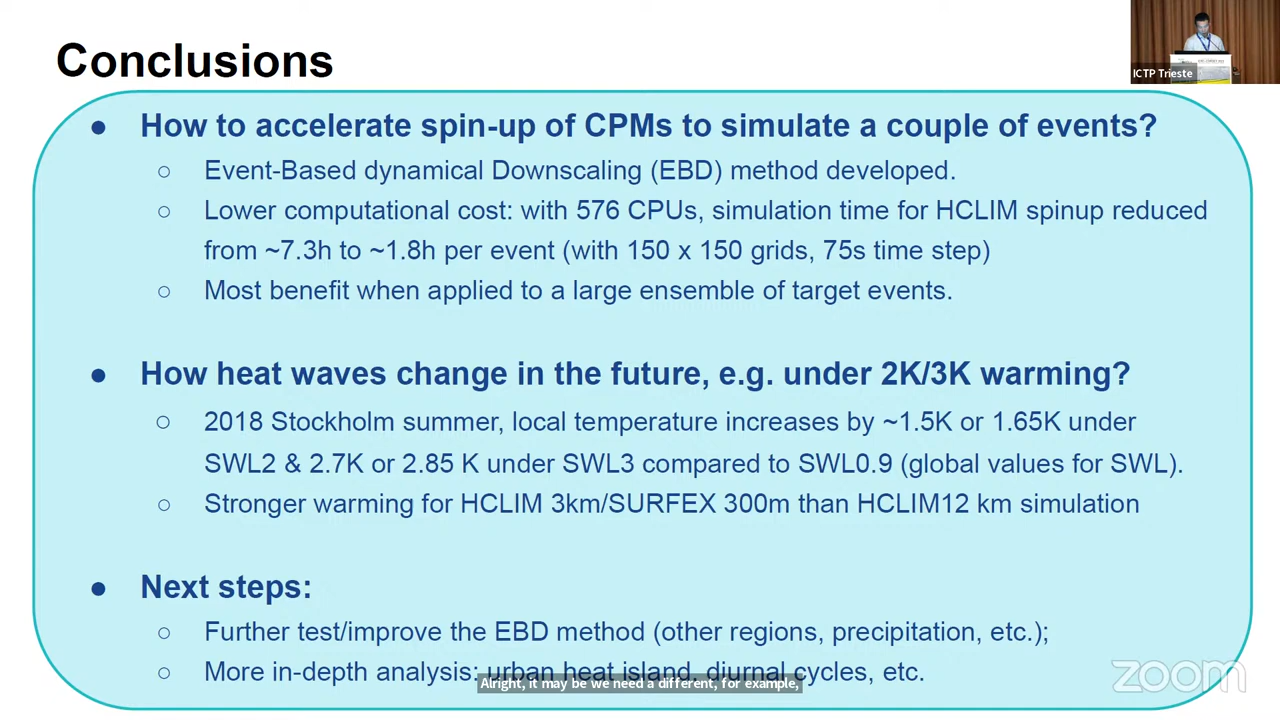 Conclusions
ICTP Trieste
● How to accelerate spin-up of CPMs to simulate a couple of events?
○ Event-Based dynamical Downscaling (EBD) method developed.
○ Lower computational cost: with 576 CPUs, simulation time for HCLIM spinup reduced
from ~7.3h to ~1.8h per event (with 150 x 150 grids, 75s time step)
○ Most benefit when applied to a large ensemble of target events.
● How heat waves change in the future, e.g. under 2K/3K warming?
○ 2018 Stockholm summer, local temperature increases by ~1.5K or 1.65K under
SWL2 & 2.7K or 2.85 K under SWL3 compared to SWL0.9 (global values for SWL).
○ Stronger warming for HCLIM 3km/SURFEX 300m than HCLIM12 km simulation
● Next steps:
○ Further test/improve the EBD method (other regions, precipitation, etc.);
○ More in-depth analysis: urban heat island, diurnal cycles, etc.
Alright, it may be we need a different, for example,
zoom